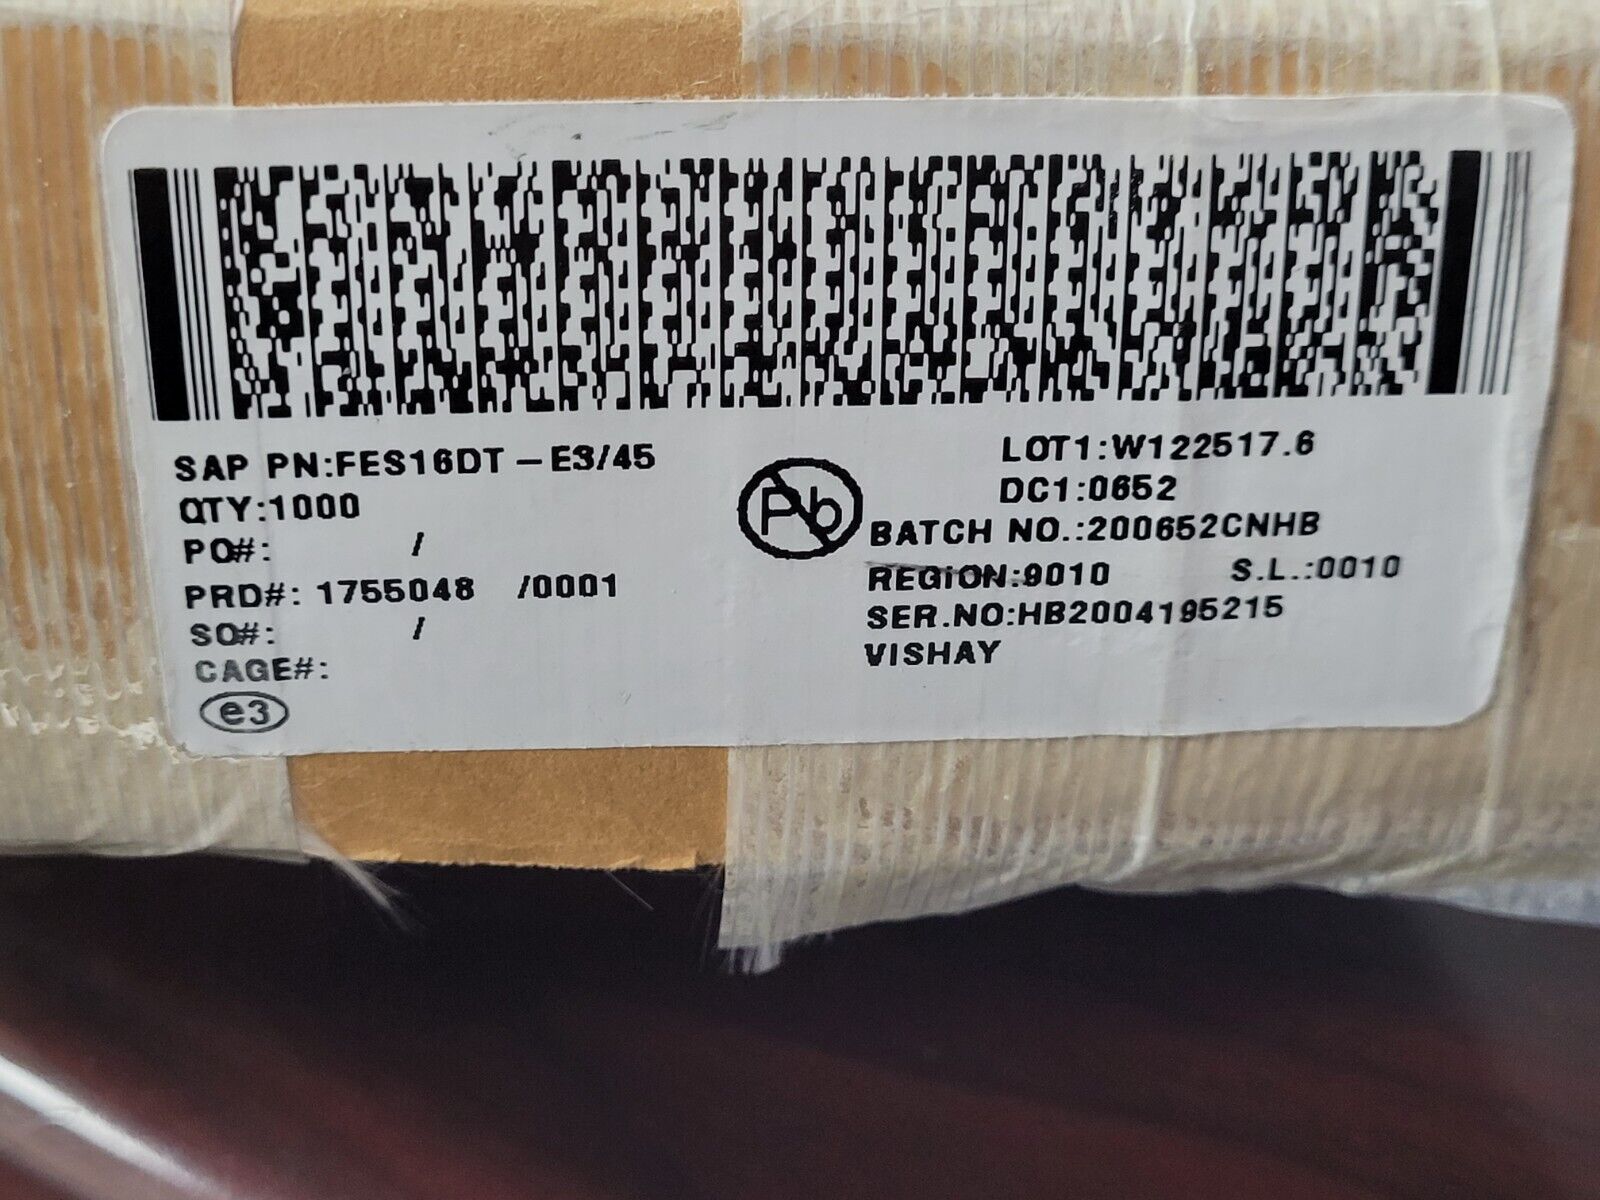 SAP PN:FES16DT-E3/45
QTY:1000
PO#: /
PRD#: 1755048 /0001
SO#: /
CAGE#:
e3
Pb
LOT1:W122517.6
DC1:0652
BATCH NO.:200652CNHB
REGION:9010 S.L.:0010
SER.NO:HB2004195215
VISHAY